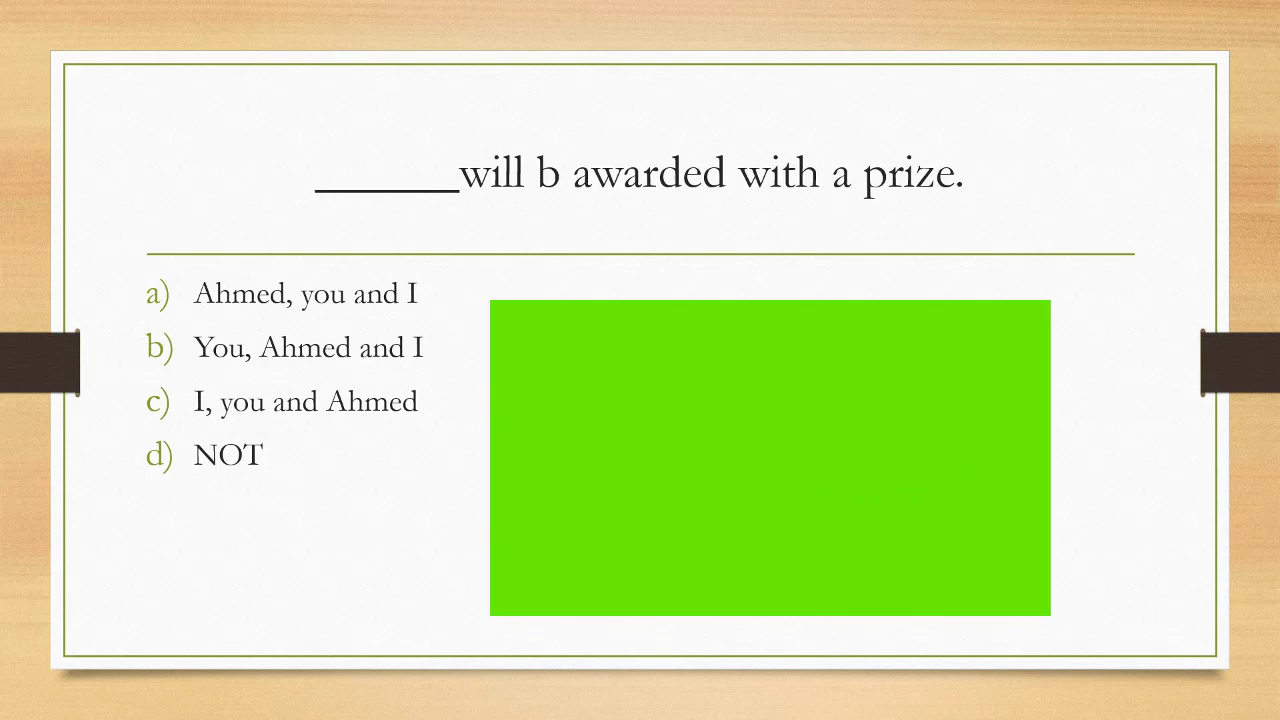 ______will b awarded with a prize.
a) Ahmed, you and I
b) You, Ahmed and I
c) I, you and Ahmed
d) NOT